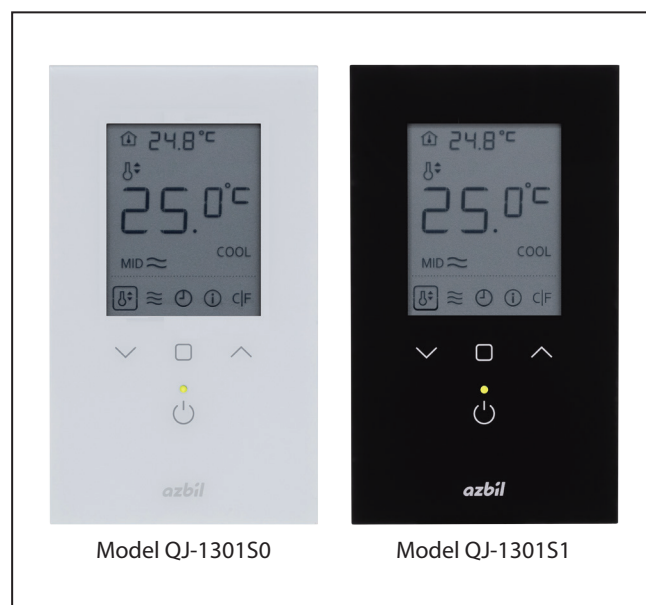 24.8°C
25.0°C
MID
COOL
C|F
azbil
Model QJ-1301S0
24.8°C
25.0°C
MID
COOL
C|F
azbil
Model QJ-1301S1